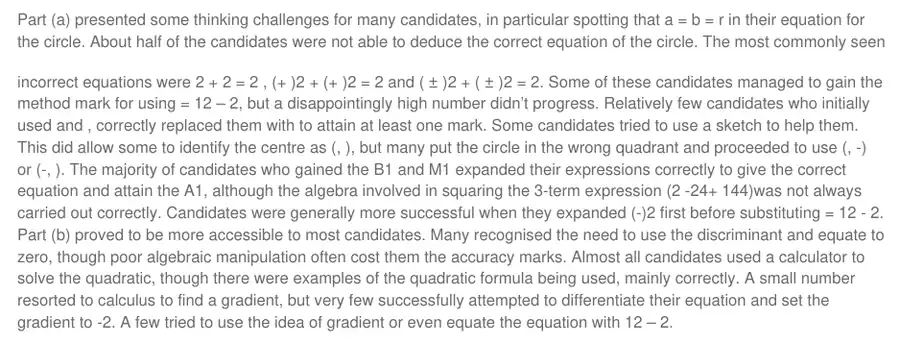 Part (a) presented some thinking challenges for many candidates, in particular spotting that a = b = r in their equation for
the circle. About half of the candidates were not able to deduce the correct equation of the circle. The most commonly seen
incorrect equations were 2 + 2 = 2 , (+ )2 + (+ )2 = 2 and ( ± )2 + ( ± )2 = 2. Some of these candidates managed to gain the
method mark for using = 12 – 2, but a disappointingly high number didn't progress. Relatively few candidates who initially
used and , correctly replaced them with to attain at least one mark. Some candidates tried to use a sketch to help them.
This did allow some to identify the centre as (, ), but many put the circle in the wrong quadrant and proceeded to use (, -)
or (-, ). The majority of candidates who gained the B1 and M1 expanded their expressions correctly to give the correct
equation and attain the A1, although the algebra involved in squaring the 3-term expression (2 -24+ 144)was not always
carried out correctly. Candidates were generally more successful when they expanded (-)2 first before substituting = 12 - 2.
Part (b) proved to be more accessible to most candidates. Many recognised the need to use the discriminant and equate to
zero, though poor algebraic manipulation often cost them the accuracy marks. Almost all candidates used a calculator to
solve the quadratic, though there were examples of the quadratic formula being used, mainly correctly. A small number
resorted to calculus to find a gradient, but very few successfully attempted to differentiate their equation and set the
gradient to -2. A few tried to use the idea of gradient or even equate the equation with 12 – 2.